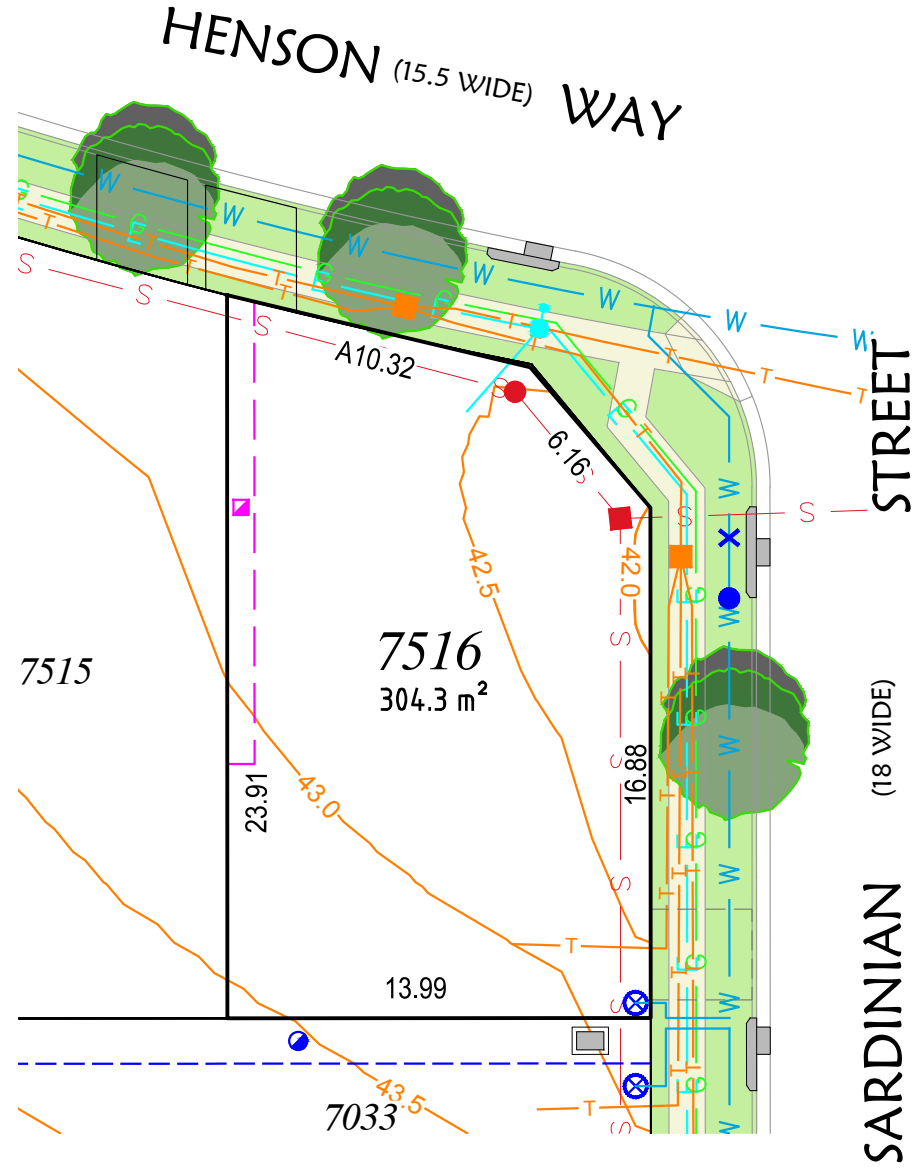 HENSON (15.5 WIDE) WAY
A10.32
6.16
STREET
42.5
42.0
7515
7516
304.3 m²
(18 WIDE)
16.88
23.91
43.0
13.99
SARDINIAN
43.5
7033
W W W W W W W
G G G G G G G G G
E E E E E E E E
T T T T T T T T T T T T T T T
S S S S S S S S S S S
W W W W W W